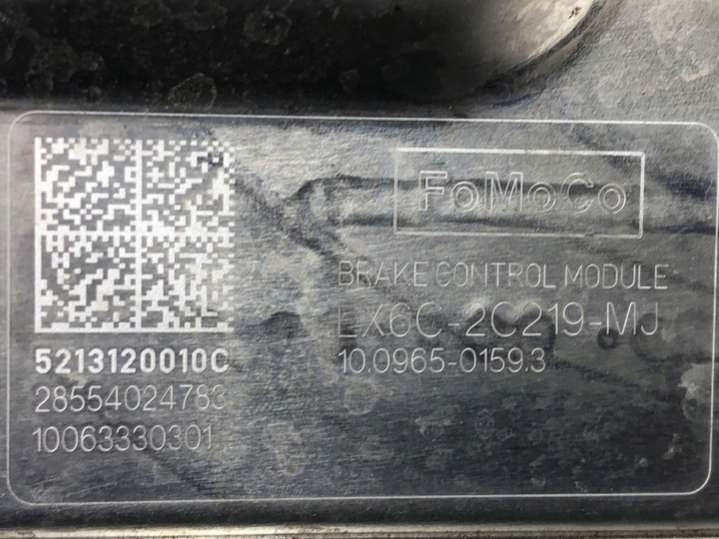 FoMoCo
BRAKE CONTROL MODULE
LX6C-2C219-MJ
10.0965-0159.3
5213120010C
28554024783
10063330301